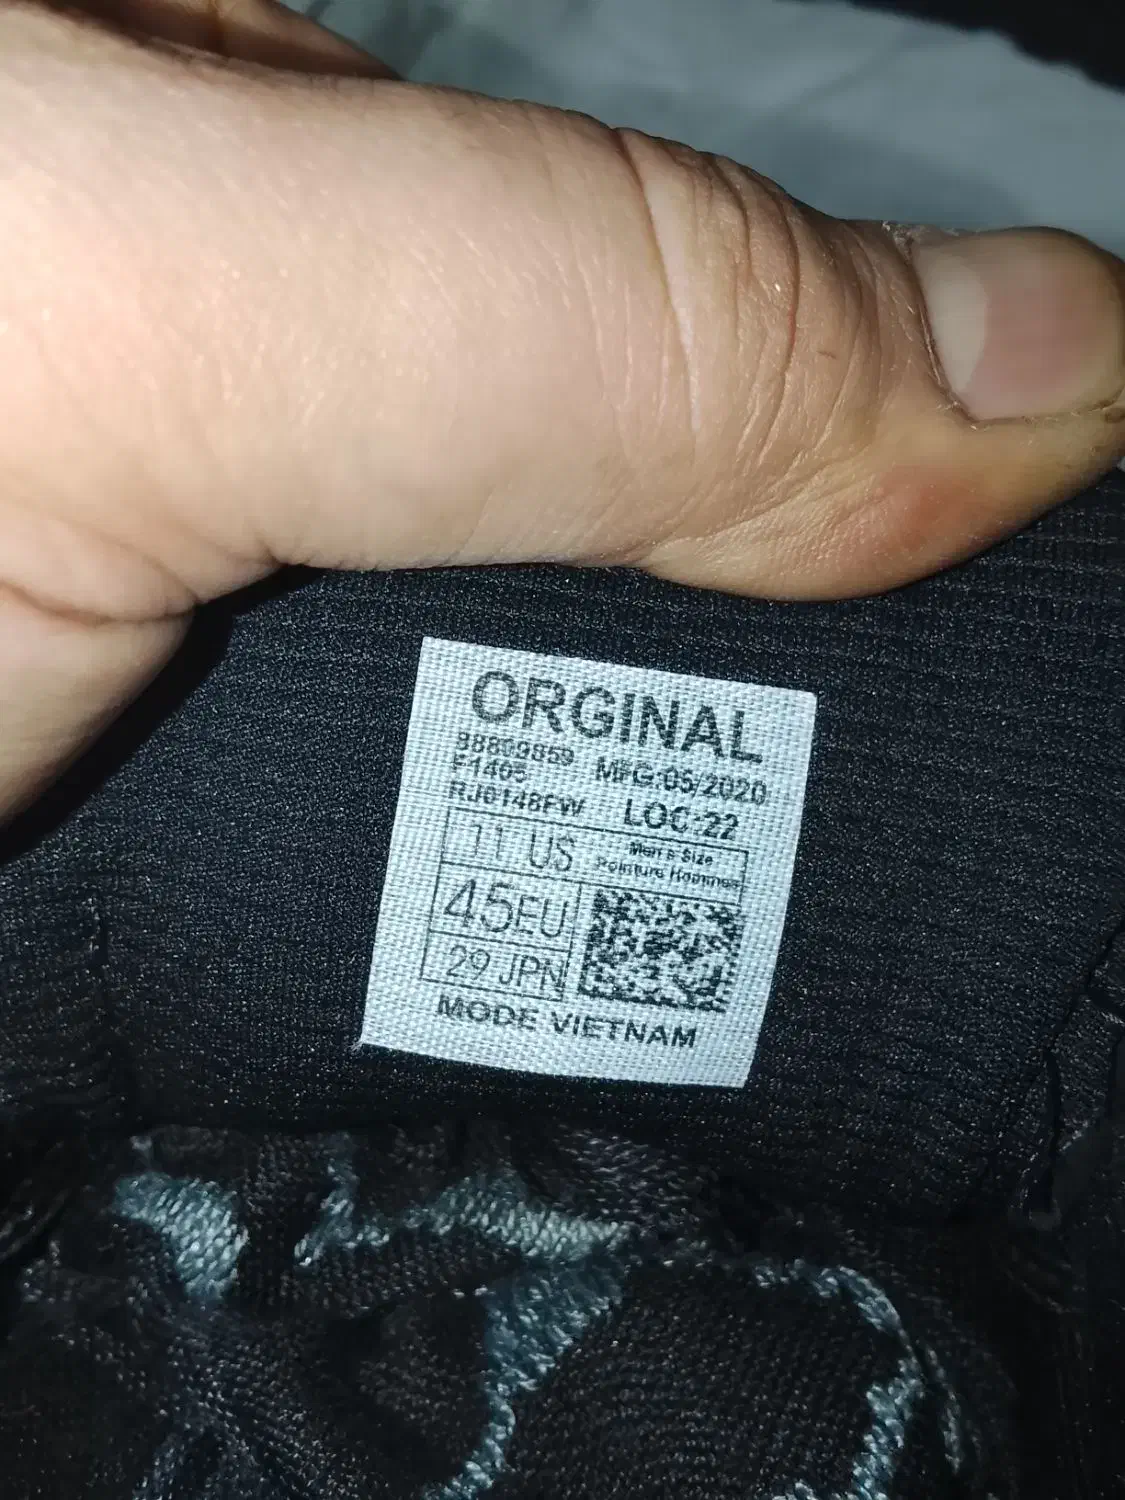 ORGINAL
98809859
F1405 MFG:05/2020
RJ0148FW LOC:22
11 US Men's Size
Pointure Hommes
45EU
29 JPN
MODE VIETNAM